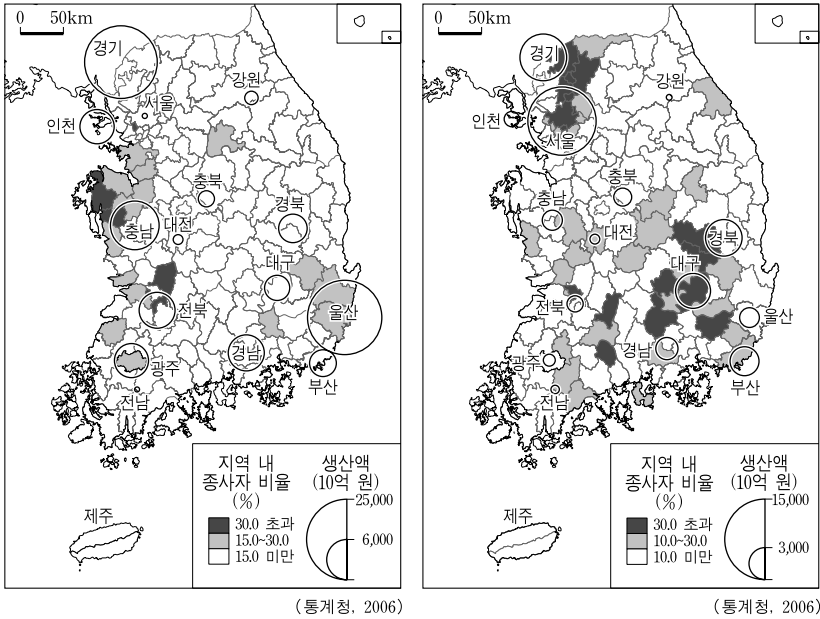 0 50km
경기
강원
서울
인천
충북
경북
충남
대전
대구
전북
울산
경남
광주
부산
전남
제주
지역 내
종사자 비율
(%)
30.0 초과
15.0~30.0
15.0 미만
생산액
(10억 원)
25,000
6,000
(통계청, 2006)
0 50km
경기
강원
인천
서울
충북
충남
대전
경북
대구
전북
울산
경남
광주
부산
전남
제주
지역 내
종사자 비율
(%)
30.0 초과
10.0~30.0
10.0 미만
생산액
(10억 원)
15,000
3,000
(통계청, 2006)